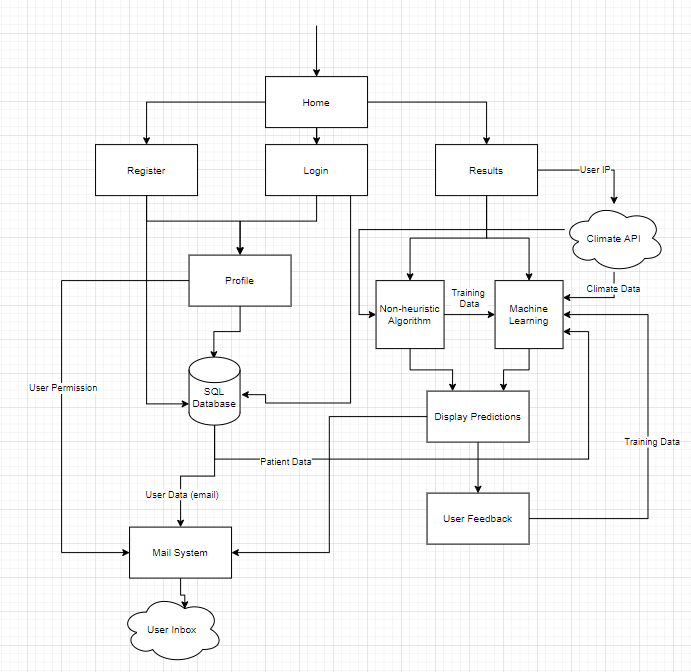 Home
Register
Login
Results
User IP
Climate API
Profile
Climate Data
Non-heuristic
Algorithm
Training
Data
Machine
Learning
User Permission
SQL
Database
Display Predictions
Training Data
Patient Data
User Data (email)
User Feedback
Mail System
User Inbox